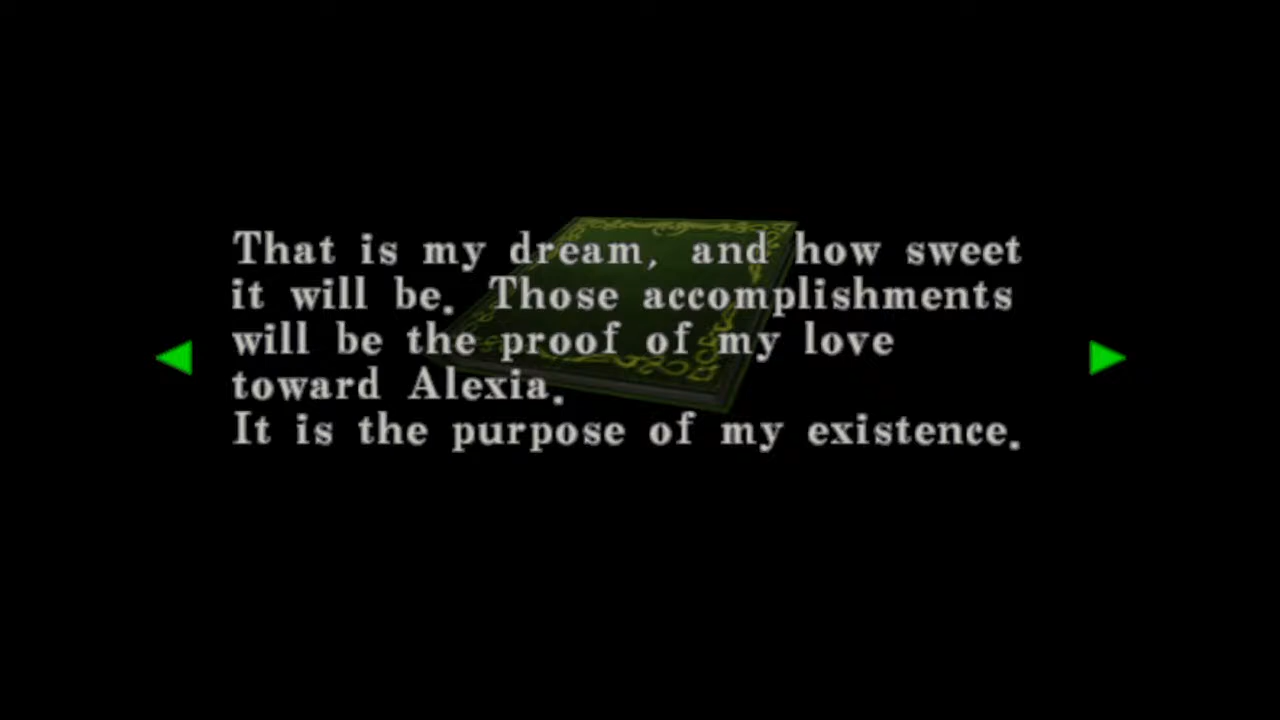 That is my dream, and how sweet
it will be. Those accomplishments
will be the proof of my love
toward Alexia.
It is the purpose of my existence.